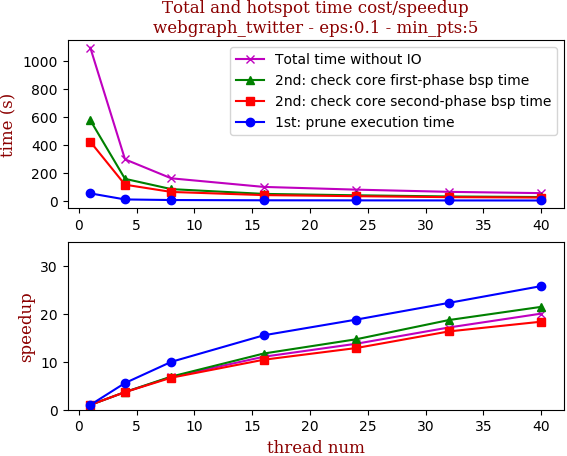 Total and hotspot time cost/speedup
webgraph_twitter - eps:0.1 - min_pts:5
time (s)
1000
800
600
400
200
0
Total time without IO
2nd: check core first-phase bsp time
2nd: check core second-phase bsp time
1st: prune execution time
0 5 10 15 20 25 30 35 40
speedup
30
20
10
0
0 5 10 15 20 25 30 35 40
thread num